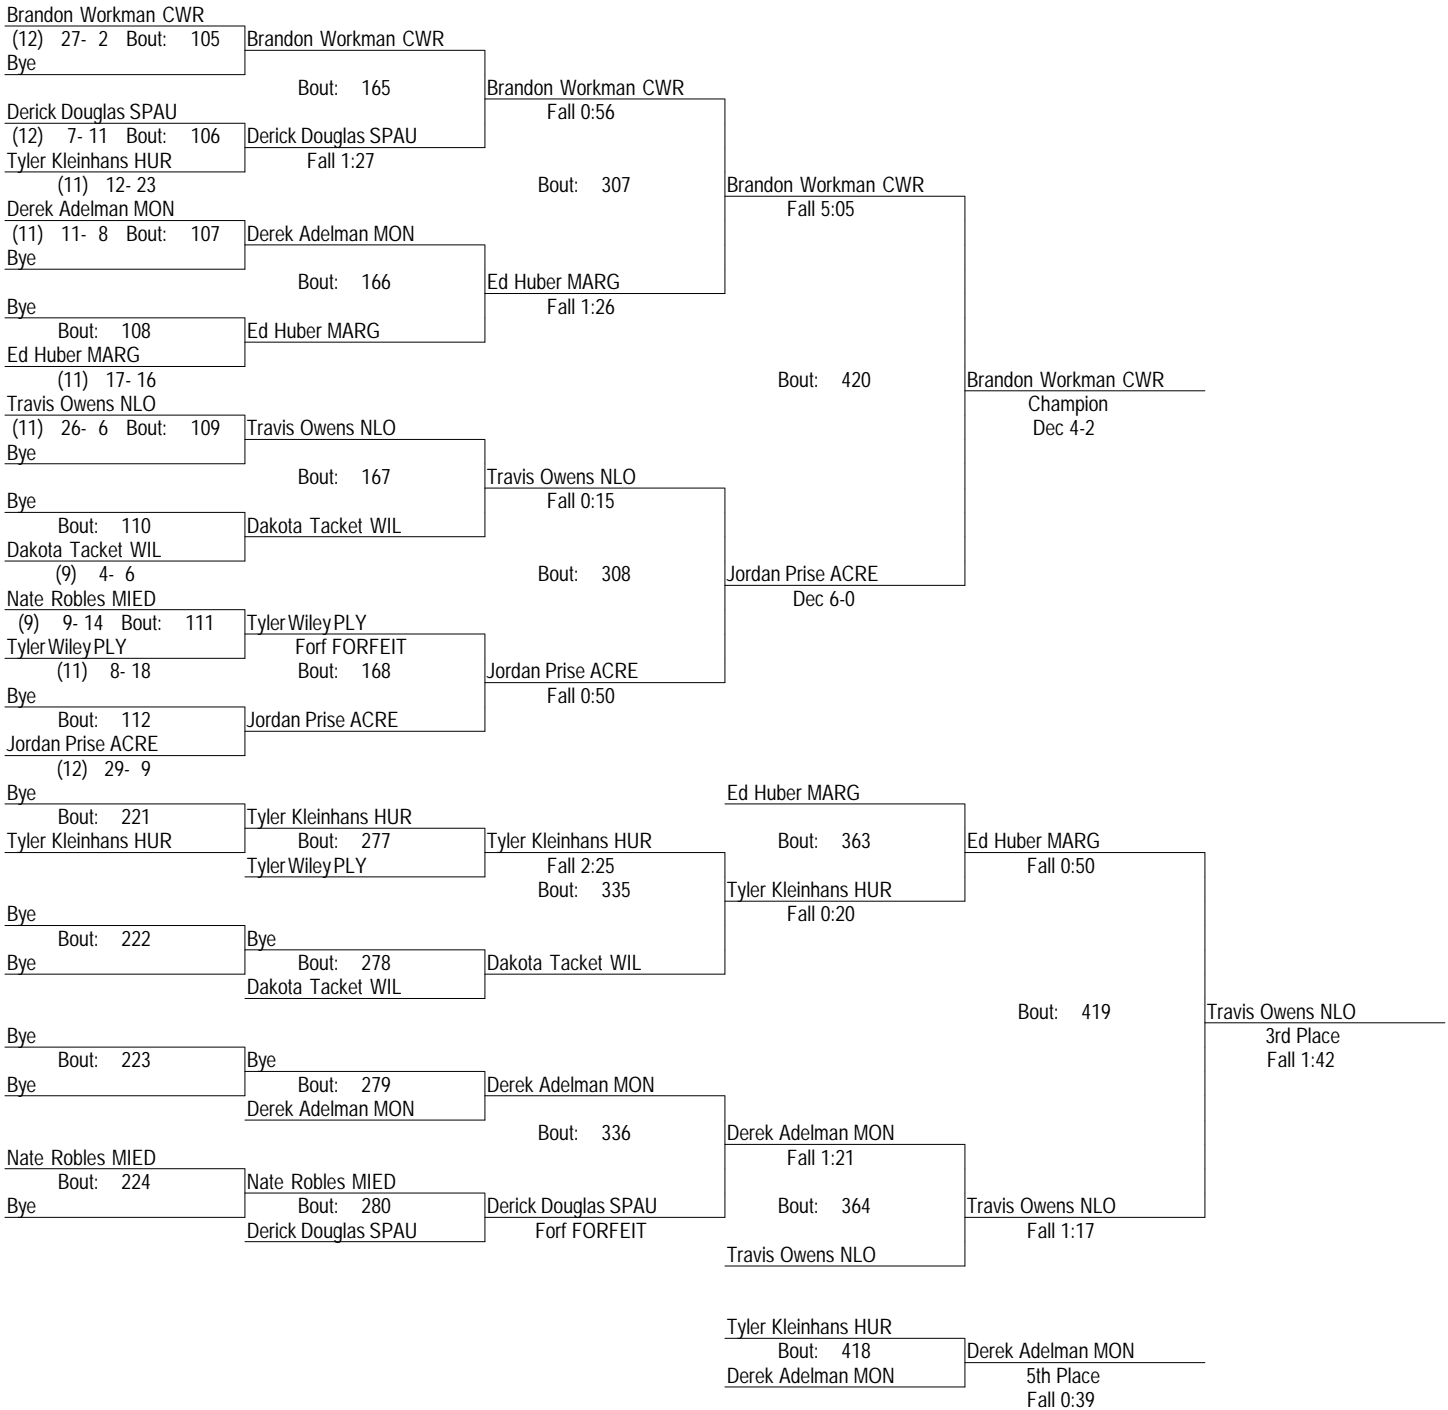 Brandon Workman CWR
(12) 27- 2 Bout: 105
Bye
Derick Douglas SPAU
(12) 7- 11 Bout: 106
Tyler Kleinhans HUR
(11) 12- 23
Derek Adelman MON
(11) 11- 8 Bout: 107
Bye
Bye
Bout: 108
Ed Huber MARG
(11) 17- 16
Travis Owens NLO
(11) 26- 6 Bout: 109
Bye
Bye
Bout: 110
Dakota Tacket WIL
(9) 4- 6
Nate Robles MIED
(9) 9- 14 Bout: 111
Tyler Wiley PLY
(11) 8- 18
Bye
Bout: 112
Jordan Prise ACRE
(12) 29- 9
Brandon Workman CWR
Bout: 165
Derick Douglas SPAU
Fall 1:27
Derek Adelman MON
Bout: 166
Ed Huber MARG
Travis Owens NLO
Bout: 167
Dakota Tacket WIL
Tyler Wiley PLY
Forf FORFEIT
Bout: 168
Jordan Prise ACRE
Brandon Workman CWR
Fall 0:56
Bout: 307
Ed Huber MARG
Fall 1:26
Travis Owens NLO
Fall 0:15
Bout: 308
Jordan Prise ACRE
Fall 0:50
Brandon Workman CWR
Fall 5:05
Bout: 420
Jordan Prise ACRE
Dec 6-0
Brandon Workman CWR
Champion
Dec 4-2
Bye
Bout: 221
Tyler Kleinhans HUR
Bye
Bout: 222
Bye
Bye
Bout: 223
Bye
Nate Robles MIED
Bout: 224
Bye
Tyler Kleinhans HUR
Bout: 277
Tyler Wiley PLY
Bye
Bout: 278
Dakota Tacket WIL
Bye
Bout: 279
Derek Adelman MON
Nate Robles MIED
Bout: 280
Derick Douglas SPAU
Tyler Kleinhans HUR
Fall 2:25
Bout: 335
Dakota Tacket WIL
Derek Adelman MON
Bout: 336
Derick Douglas SPAU
Forf FORFEIT
Ed Huber MARG
Bout: 363
Tyler Kleinhans HUR
Fall 0:20
Derek Adelman MON
Fall 1:21
Bout: 364
Travis Owens NLO
Ed Huber MARG
Fall 0:50
Bout: 419
Travis Owens NLO
Fall 1:17
Travis Owens NLO
3rd Place
Fall 1:42
Tyler Kleinhans HUR
Bout: 418
Derek Adelman MON
Derek Adelman MON
5th Place
Fall 0:39